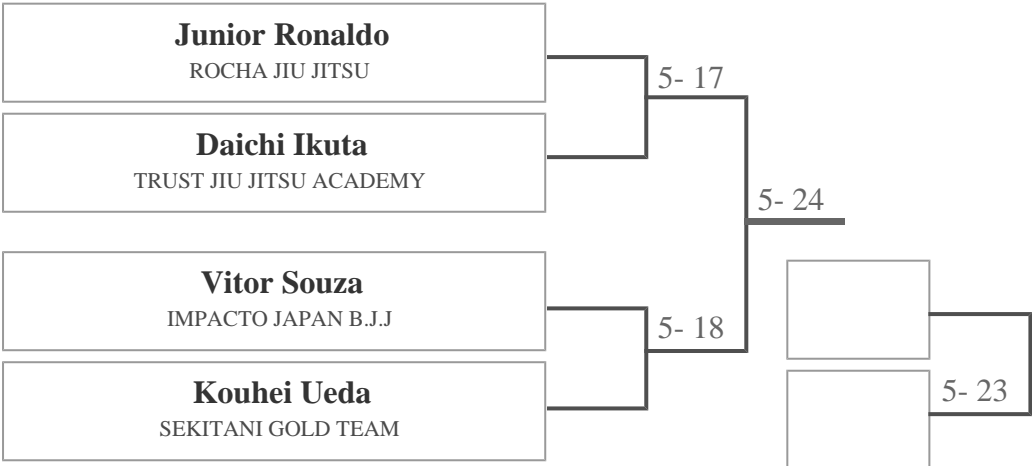 Junior Ronaldo
ROCHA JIU JITSU
5- 17
Daichi Ikuta
TRUST JIU JITSU ACADEMY
5- 24
Vitor Souza
IMPACTO JAPAN B.J.J
5- 18
Kouhei Ueda
SEKITANI GOLD TEAM
5- 23